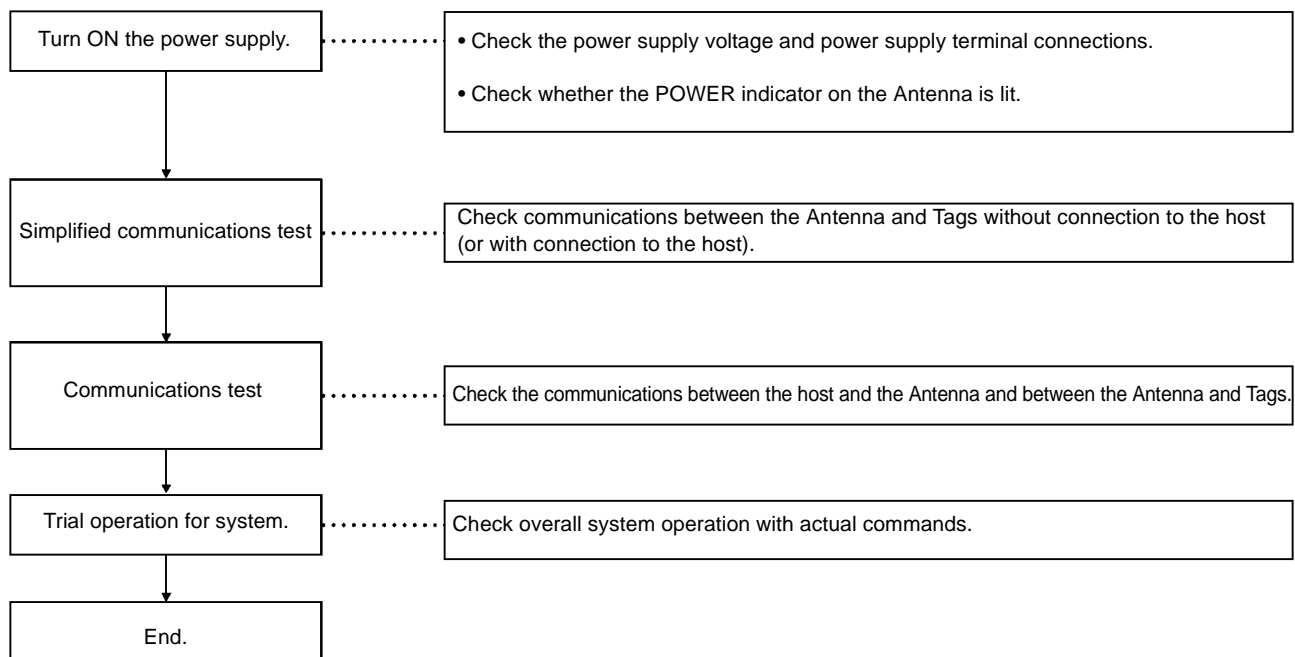 Turn ON the power supply.
• Check the power supply voltage and power supply terminal connections.
• Check whether the POWER indicator on the Antenna is lit.
Simplified communications test
Check communications between the Antenna and Tags without connection to the host
(or with connection to the host).
Communications test
Check the communications between the host and the Antenna and between the Antenna and Tags.
Trial operation for system.
Check overall system operation with actual commands.
End.